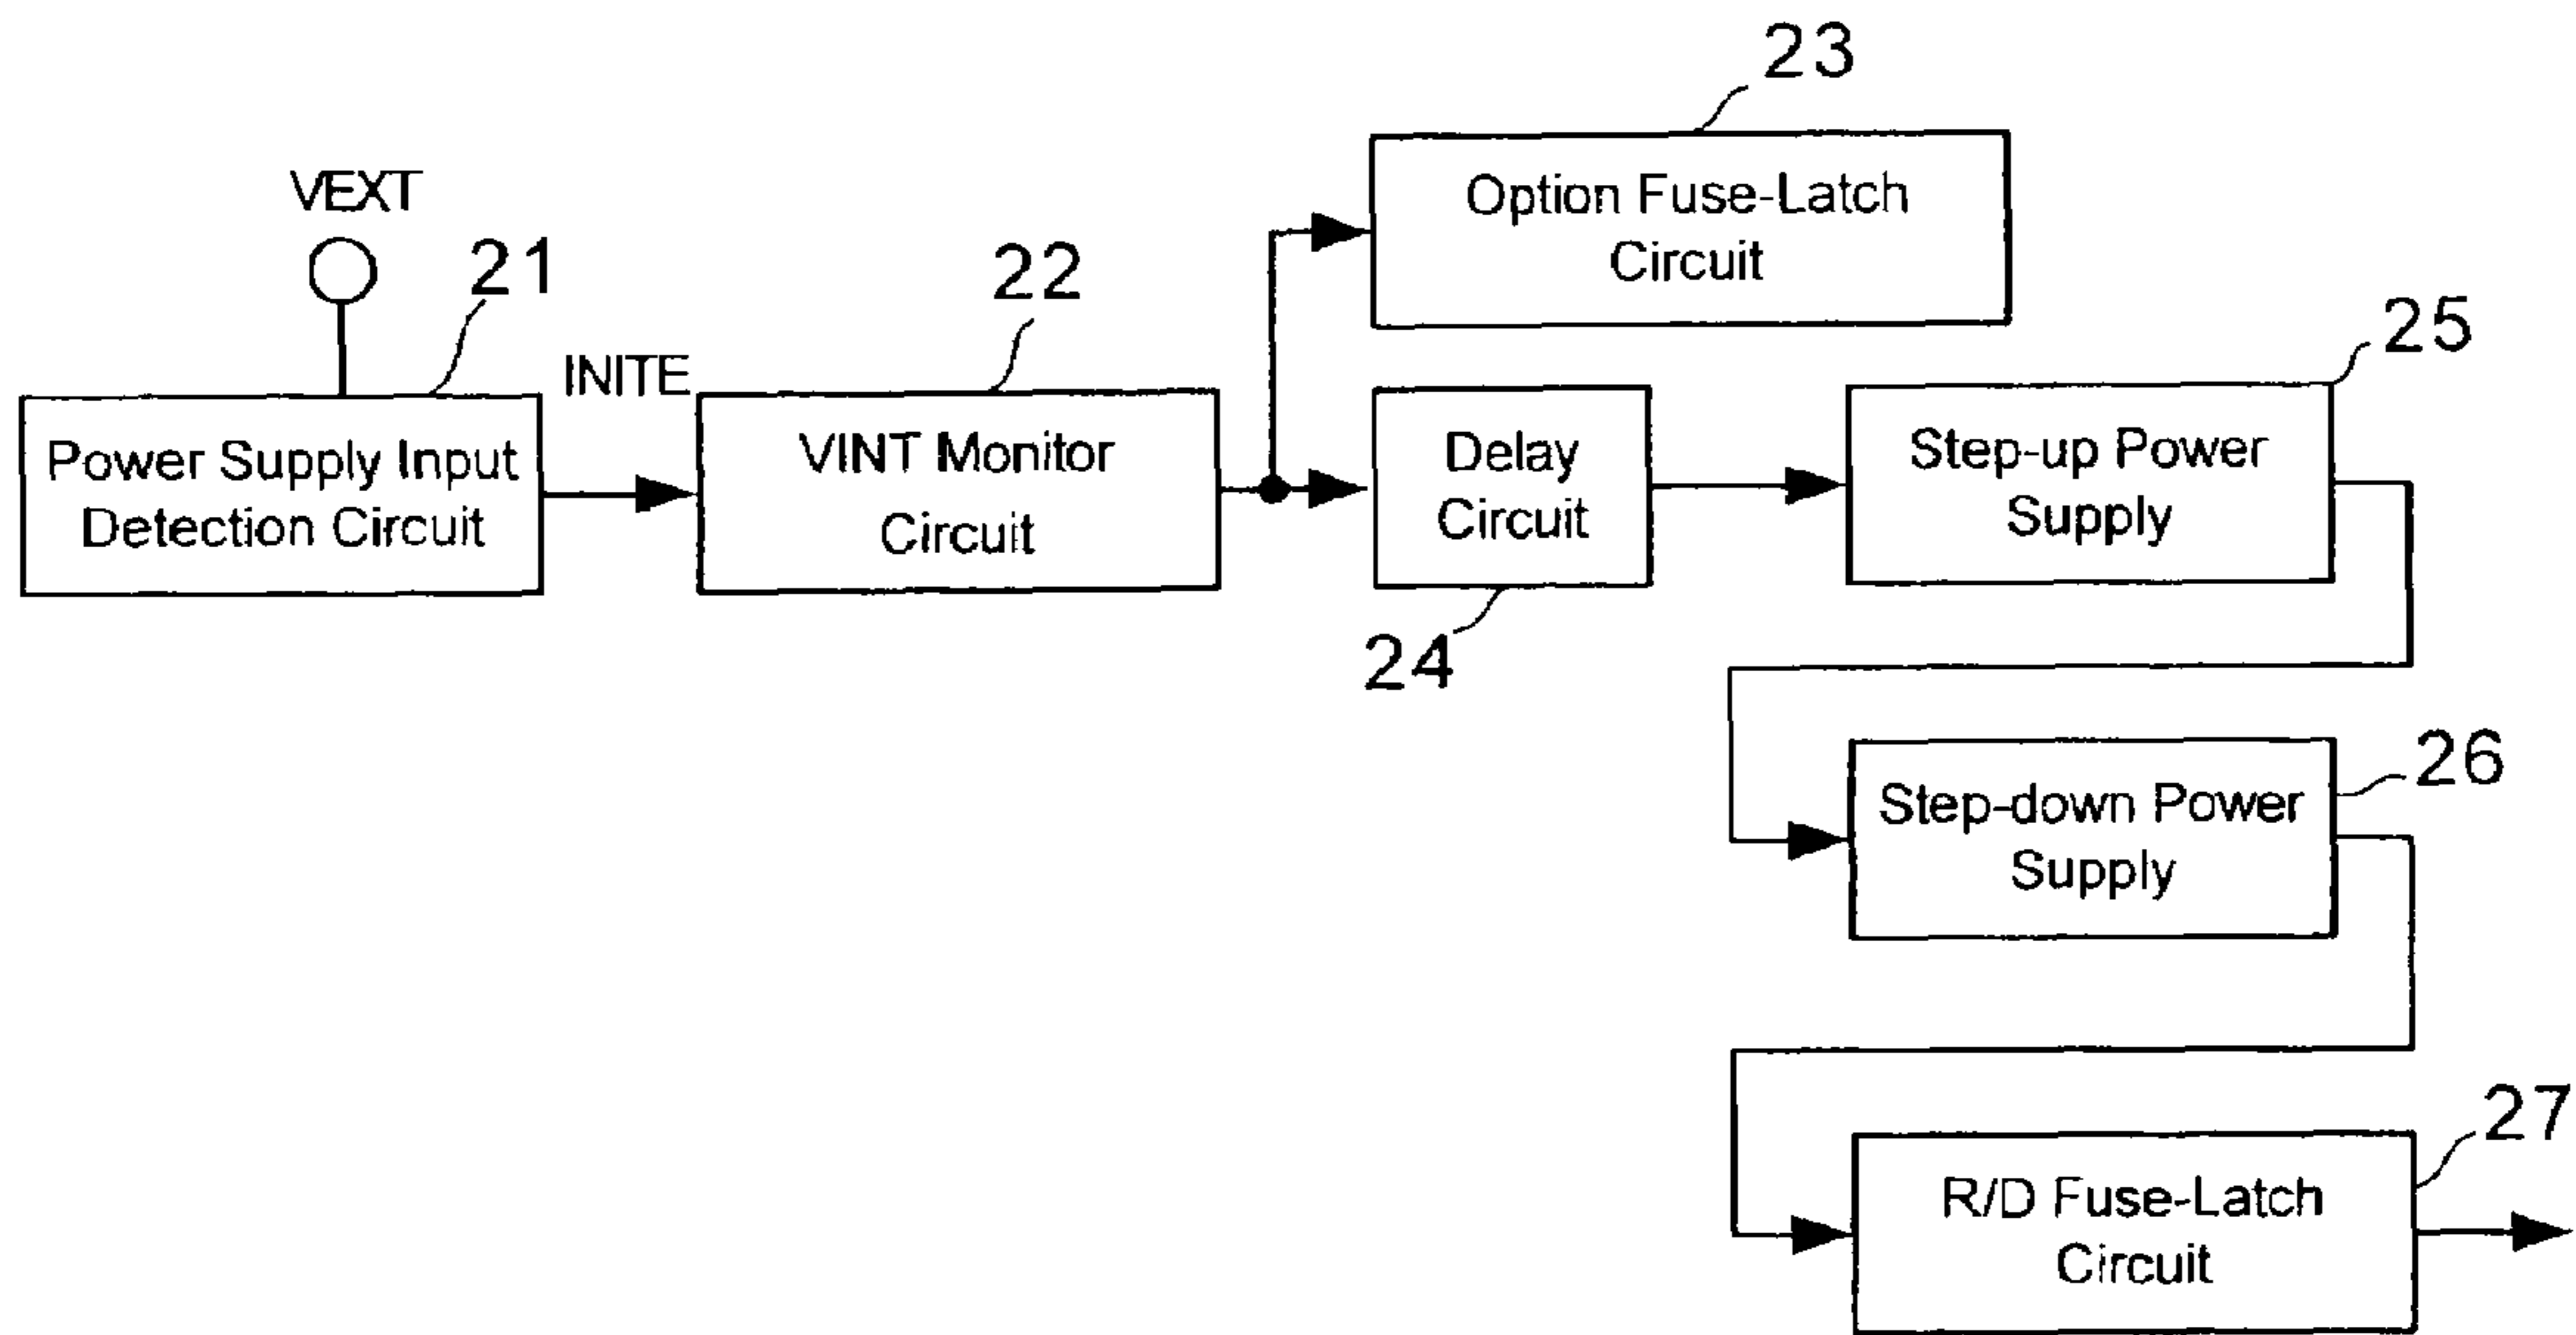 23
VEXT
Option Fuse-Latch
Circuit
21
22
25
INITE
Power Supply Input
Detection Circuit
VINT Monitor
Circuit
Delay
Circuit
Step-up Power
Supply
24
26
Step-down Power
Supply
27
R/D Fuse-Latch
Circuit